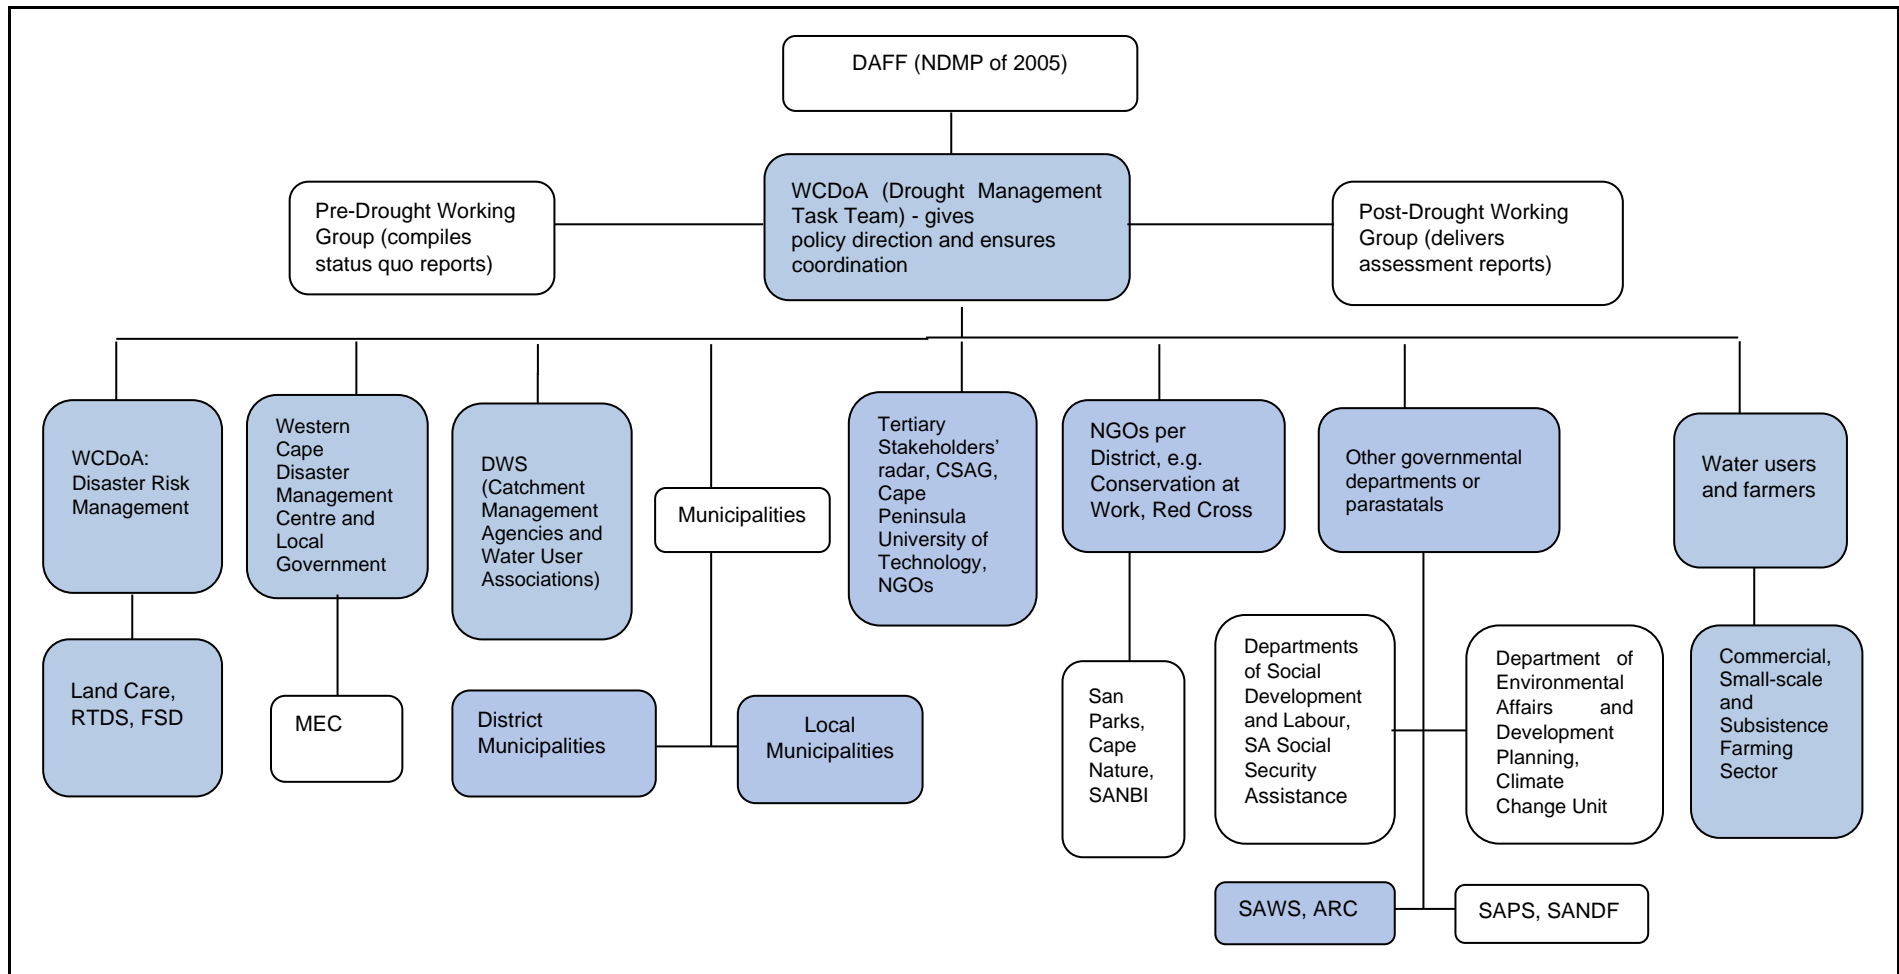 DAFF (NDMP of 2005)
Pre-Drought Working
Group (compiles
status quo reports)
WCDoA (Drought Management
Task Team) - gives
policy direction and ensures
coordination
Post-Drought Working
Group (delivers
assessment reports)
WCDoA:
Disaster Risk
Management
Western
Cape
Disaster
Management
Centre and
Local
Government
DWS
(Catchment
Management
Agencies and
Water User
Associations)
Municipalities
Tertiary
Stakeholders’
radar, CSAG,
Cape
Peninsula
University of
Technology,
NGOs
NGOs per
District, e.g.
Conservation at
Work, Red Cross
Other governmental
departments or
parastatals
Water users
and farmers
Land Care,
RTDS, FSD
MEC
District
Municipalities
Local
Municipalities
San
Parks,
Cape
Nature,
SANBI
Departments
of Social
Development
and Labour,
SA Social
Security
Assistance
Department of
Environmental
Affairs and
Development
Planning,
Climate
Change Unit
Commercial,
Small-scale
and
Subsistence
Farming
Sector
SAWS, ARC
SAPS, SANDF